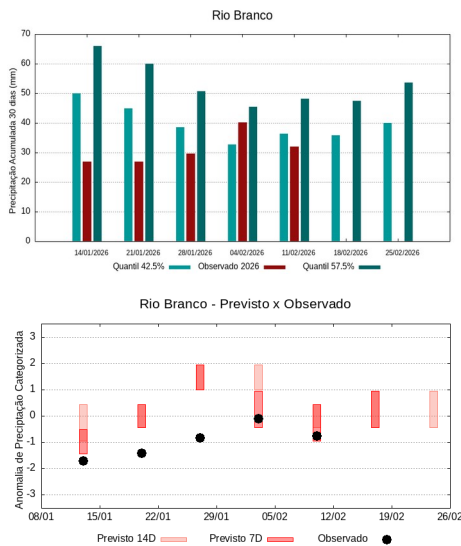 Rio Branco
Precipitação Acumulada 30 dias (mm)
70
60
50
40
30
20
10
0
14/01/2026 21/01/2026 28/01/2026 04/02/2026 11/02/2026 18/02/2026 25/02/2026
Quantil 42.5% Observado 2026 Quantil 57.5%
Rio Branco - Previsto x Observado
Anomalia de Precipitação Categorizada
3
2
1
0
-1
-2
-3
08/01 15/01 22/01 29/01 05/02 12/02 19/02 26/02
Previsto 14D Previsto 7D Observado